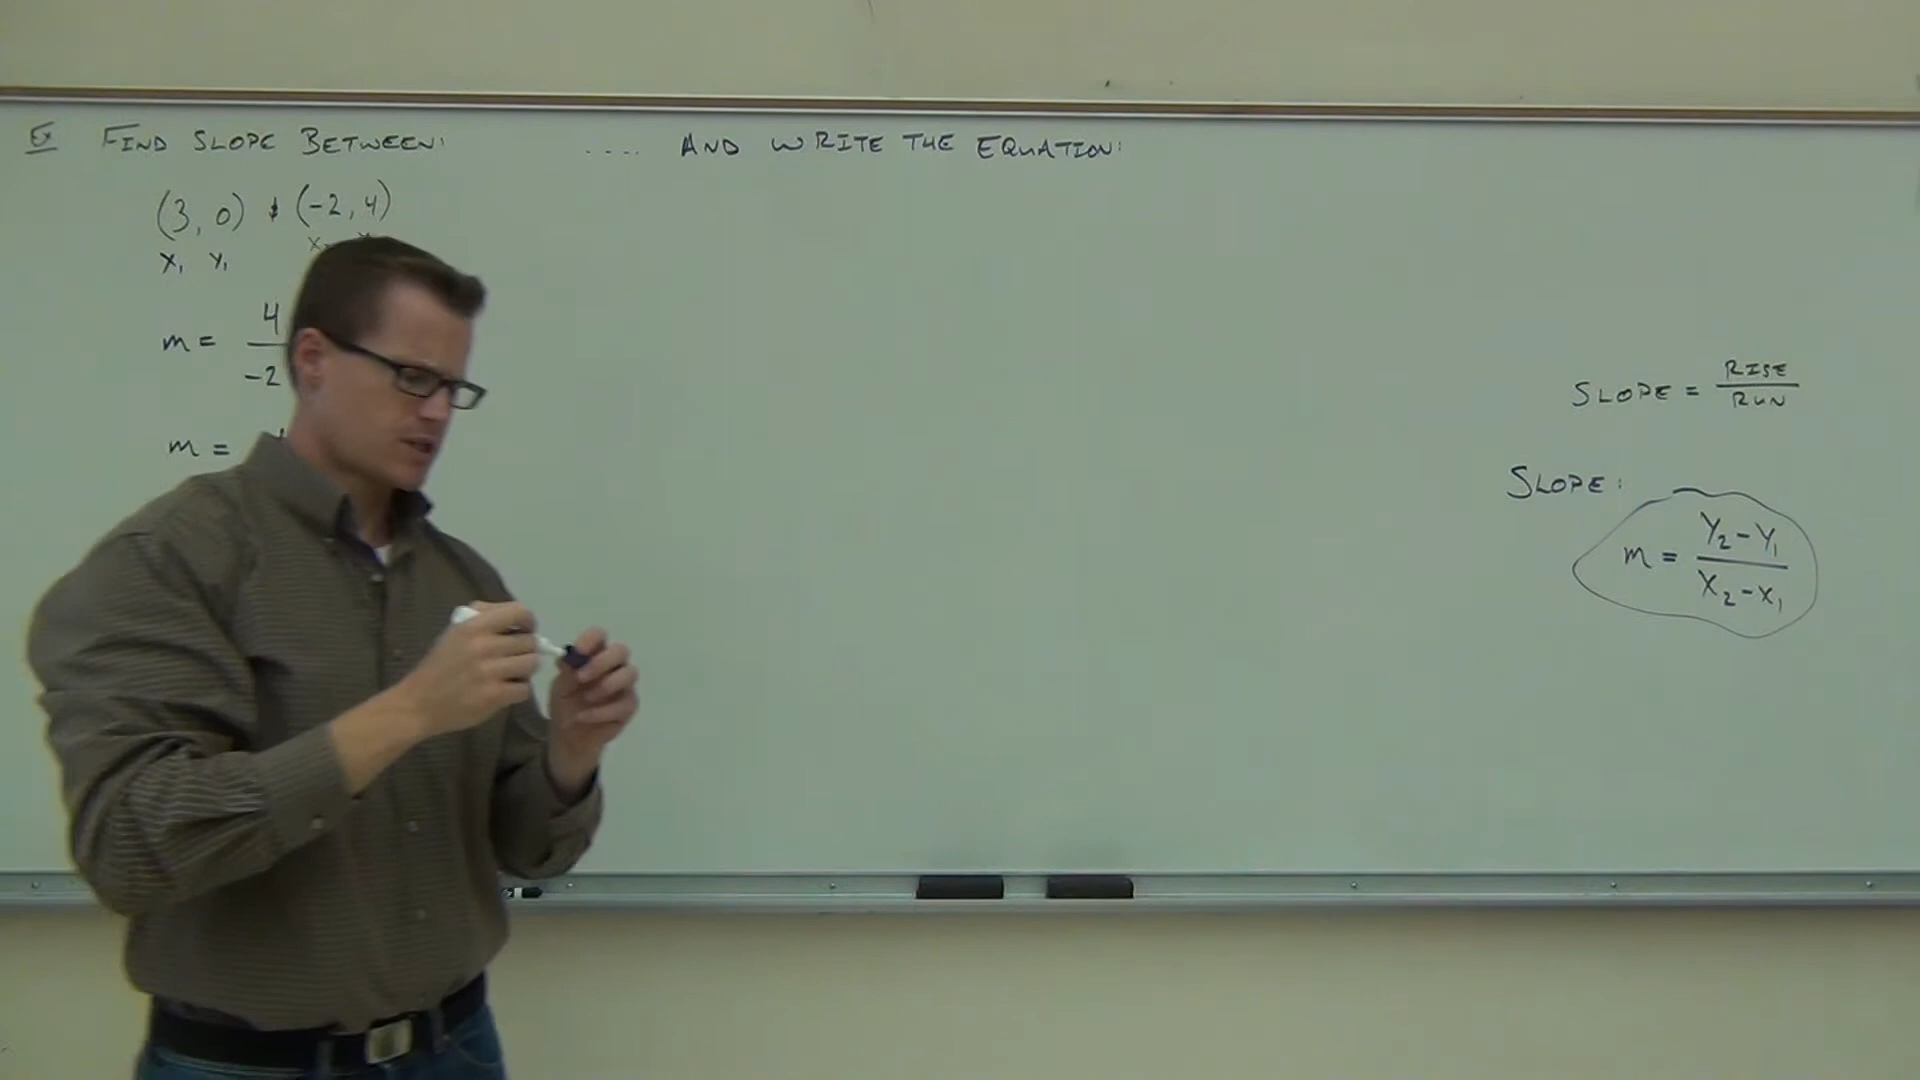 Ex FIND SLOPE BETWEEN: .... AND WRITE THE EQUATION:
(3, 0) & (-2, 4)
X₁ Y₁ X
m = 4
-2
m =
SLOPE = RISE
RUN
SLOPE:
m = Y₂ - Y₁
X₂ - X₁